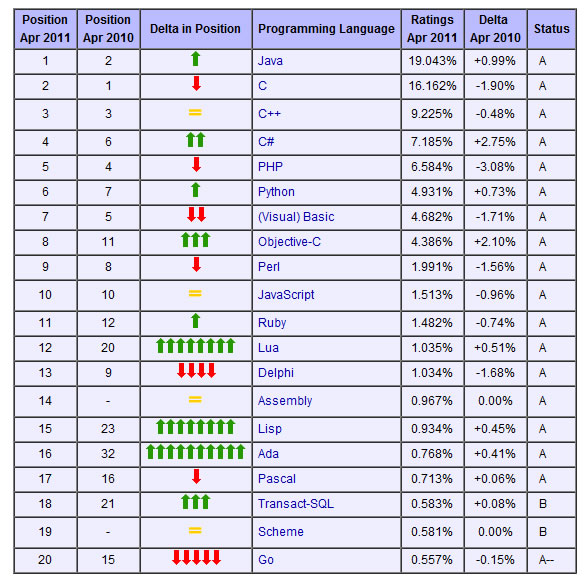 Position Apr 2011 Position Apr 2010 Delta in Position Programming Language Ratings Apr 2011 Delta Apr 2010 Status
1 2 Java 19.043% +0.99% A
2 1 C 16.162% -1.90% A
3 3 = C++ 9.225% -0.48% A
4 6 C# 7.185% +2.75% A
5 4 PHP 6.584% -3.08% A
6 7 Python 4.931% +0.73% A
7 5 (Visual) Basic 4.682% -1.71% A
8 11 Objective-C 4.386% +2.10% A
9 8 Perl 1.991% -1.56% A
10 10 = JavaScript 1.513% -0.96% A
11 12 Ruby 1.482% -0.74% A
12 20 Lua 1.035% +0.51% A
13 9 Delphi 1.034% -1.68% A
14 - = Assembly 0.967% 0.00% A
15 23 Lisp 0.934% +0.45% A
16 32 Ada 0.768% +0.41% A
17 16 Pascal 0.713% +0.06% A
18 21 Transact-SQL 0.583% +0.08% B
19 - = Scheme 0.581% 0.00% B
20 15 Go 0.557% -0.15% A--